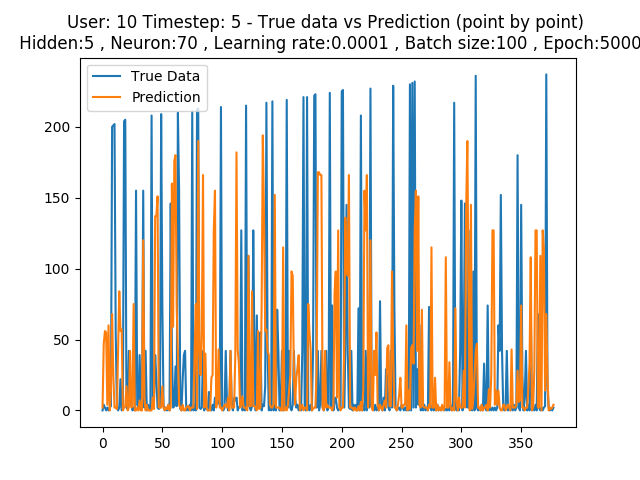 User: 10 Timestep: 5 - True data vs Prediction (point by point)
Hidden:5 , Neuron:70 , Learning rate:0.0001 , Batch size:100 , Epoch:5000
True Data
Prediction
200
150
100
50
0
0 50 100 150 200 250 300 350